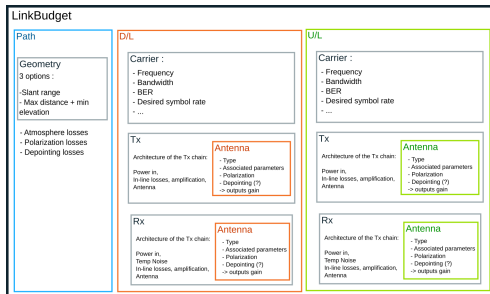 LinkBudget
Path
Geometry
3 options :
-Slant range
- Max distance + min
elevation
- Atmosphere losses
- Polarization losses
- Depointing losses
D/L
Carrier :
- Frequency
- Bandwidth
- BER
- Desired symbol rate
- ...
Tx
Architecture of the Tx chain:
Power in,
In-line losses, amplification,
Antenna
Antenna
- Type
- Associated parameters
- Polarization
- Depointing (?)
-> outputs gain
Rx
Architecture of the Tx chain:
Power in,
Temp Noise
In-line losses, amplification,
Antenna
Antenna
- Type
- Associated parameters
- Polarization
- Depointing (?)
-> outputs gain
U/L
Carrier :
- Frequency
- Bandwidth
- BER
- Desired symbol rate
- ...
Tx
Architecture of the Tx chain:
Power in,
In-line losses, amplification,
Antenna
Antenna
- Type
- Associated parameters
- Polarization
- Depointing (?)
-> outputs gain
Rx
Architecture of the Tx chain:
Power in,
Temp Noise
In-line losses, amplification,
Antenna
Antenna
- Type
- Associated parameters
- Polarization
- Depointing (?)
-> outputs gain